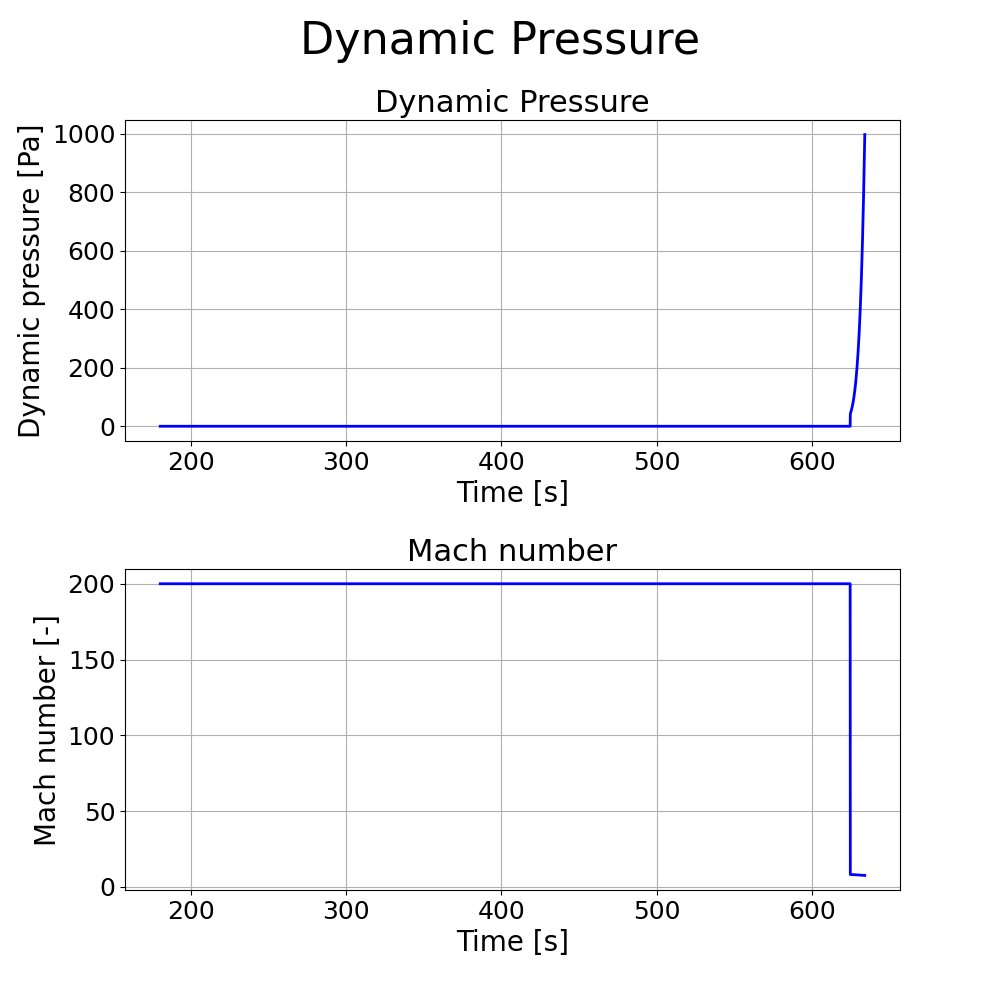 Dynamic Pressure
Dynamic Pressure
Dynamic pressure [Pa]
1000
800
600
400
200
0
200 300 400 500 600
Time [s]
Mach number
Mach number [-]
200
150
100
50
0
200 300 400 500 600
Time [s]